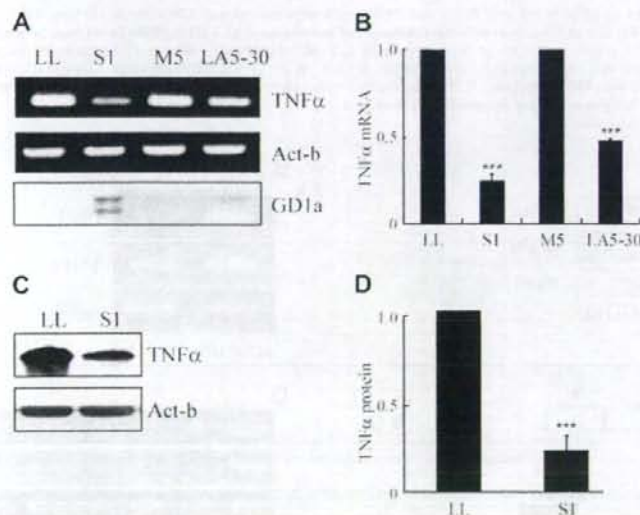 A
LL S1 M5 LA5-30
TNFα
Act-b
GD1a
B
TNFα mRNA
1.0
0.5
0
***
***
LL S1 M5 LA5-30
C
LL S1
TNFα
Act-b
D
TNFα protein
1.0
0.5
0
***
LL S1